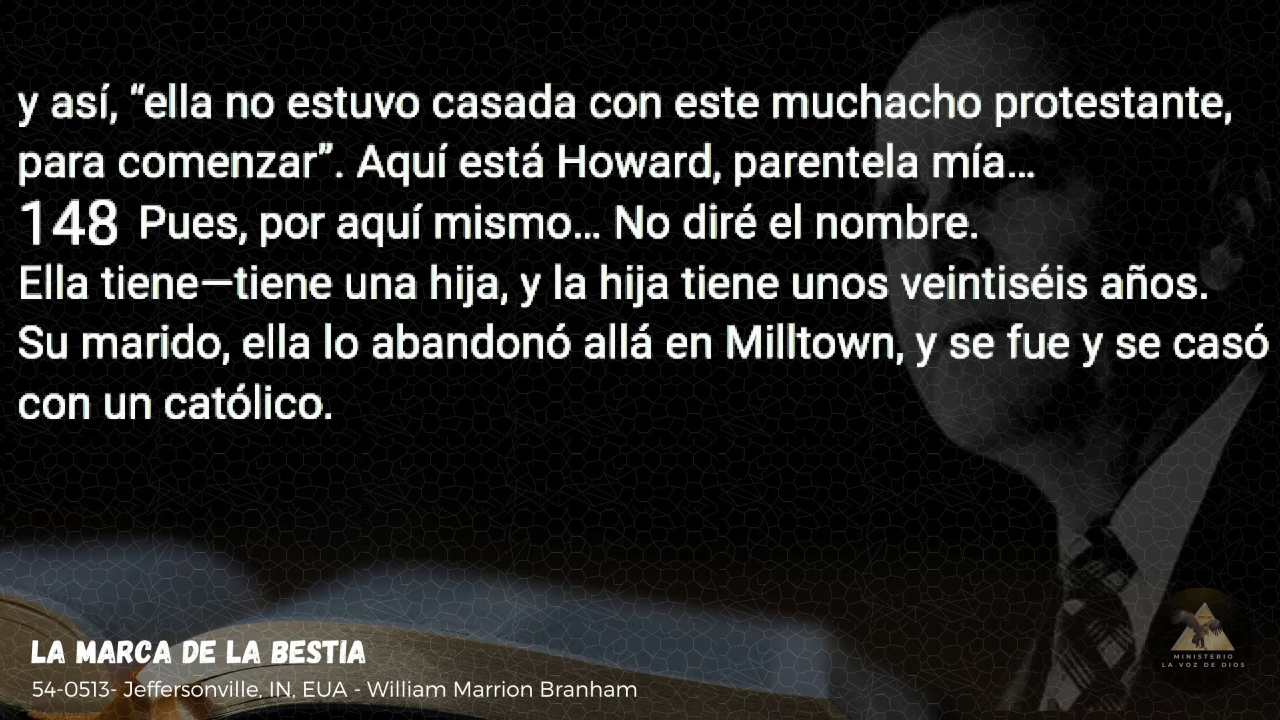 y así, “ella no estuvo casada con este muchacho protestante,
para comenzar”. Aquí está Howard, parentela mía...
148 Pues, por aquí mismo... No diré el nombre.
Ella tiene—tiene una hija, y la hija tiene unos veintiséis años.
Su marido, ella lo abandonó allá en Milltown, y se fue y se casó
con un católico.
LA MARCA DE LA BESTIA
54-0513- Jeffersonville, IN, EUA - William Marrion Branham
MINISTERIO
LA VOZ DE DIOS